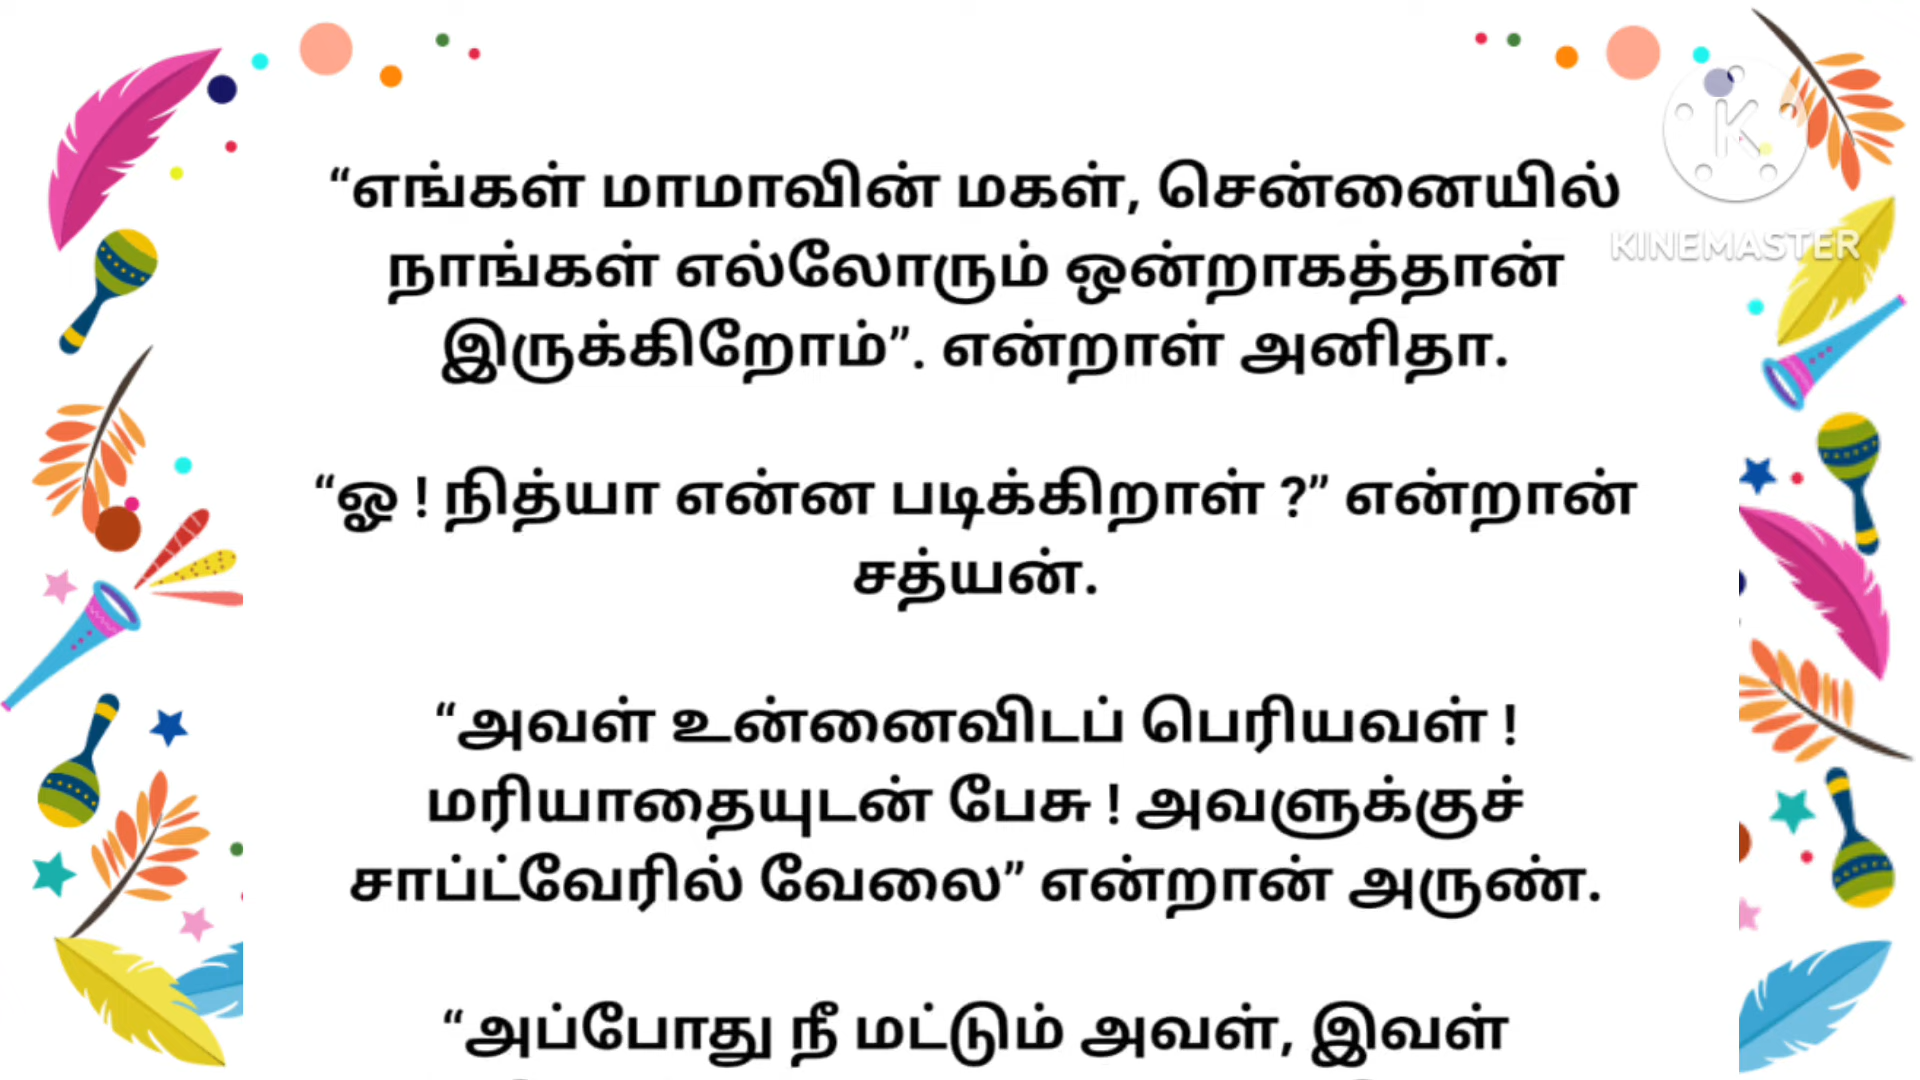 “எங்கள் மாமாவின் மகள், சென்னையில்
நாங்கள் எல்லோரும் ஒன்றாகத்தான்
இருக்கிறோம்”. என்றாள் அனிதா.
“ஓ ! நித்யா என்ன படிக்கிறாள் ?” என்றான்
சத்யன்.
“அவள் உன்னைவிடப் பெரியவள் !
மரியாதையுடன் பேசு ! அவளுக்குச்
சாப்ட்வேரில் வேலை” என்றான் அருண்.
“அப்போது நீ மட்டும் அவள், இவள்
KINEMASTER